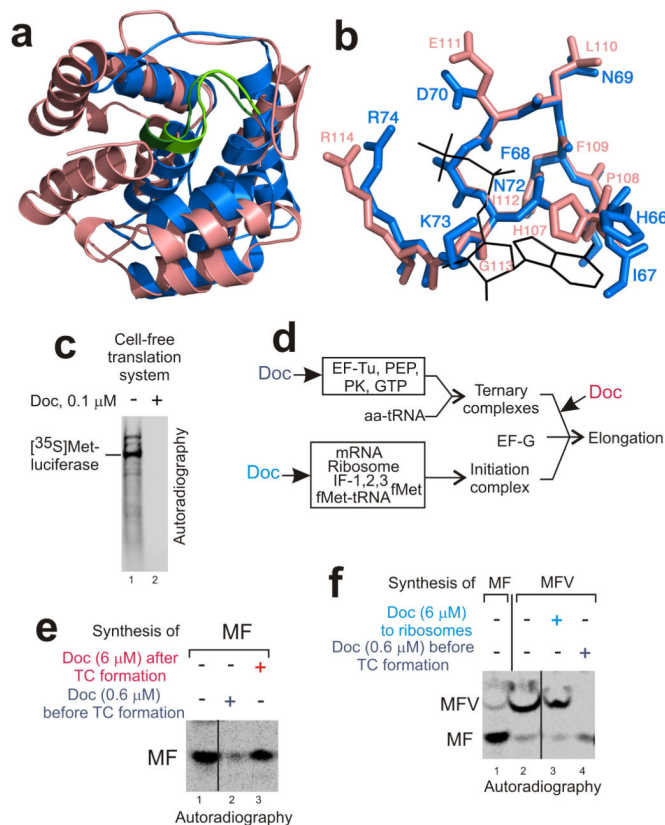 a
b
E111
L110
D70
N69
R74
R114
F68
F109
N72
P108
N112
K73
H107
H66
G113
I67
c
Cell-free
translation
system
Doc, 0.1 µM - +
[35S]Met-
luciferase
Autoradiography
1 2
d
Doc
EF-Tu, PEP,
PK, GTP
aa-tRNA
Ternary
complexes
Doc
EF-G
Elongation
Doc
mRNA
Ribosome
IF-1,2,3
fMet-tRNA fMet
Initiation
complex
e
Synthesis of MF
Doc (6 µM) after
TC formation - - +
Doc (0.6 µM)
before TC formation - + -
MF
1 2 3
Autoradiography
f
Synthesis of MF MFV
Doc (6 µM)
to ribosomes - - + -
Doc (0.6 µM) before
TC formation - - - +
MFV
MF
1 2 3 4
Autoradiography